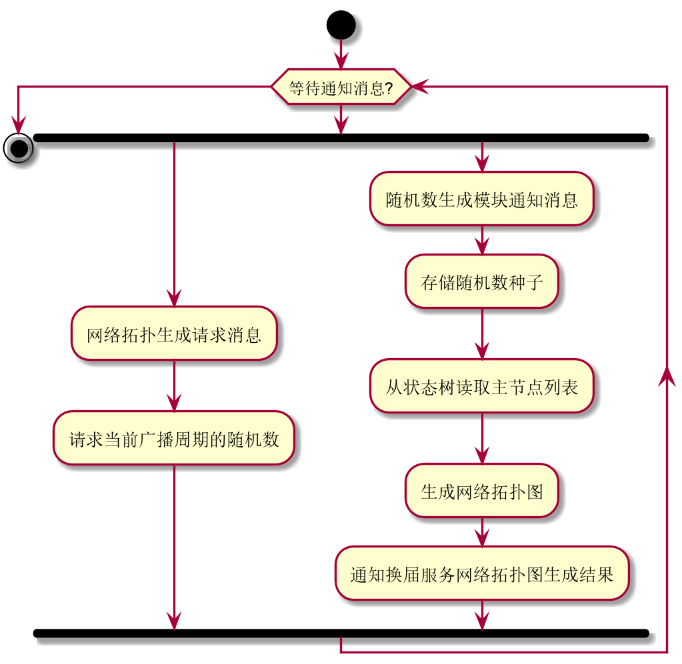 等待通知消息?
随机数生成模块通知消息
存储随机数种子
网络拓扑生成请求消息
从状态树读取主节点列表
请求当前广播周期的随机数
生成网络拓扑图
通知换届服务网络拓扑图生成结果